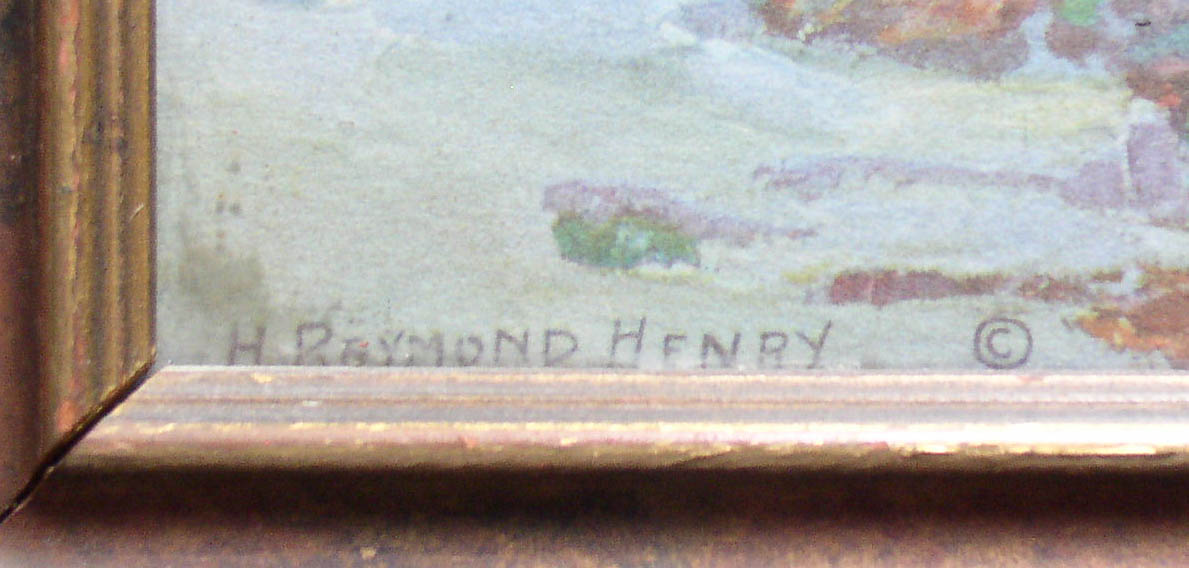 H. RAYMOND HENRY ©